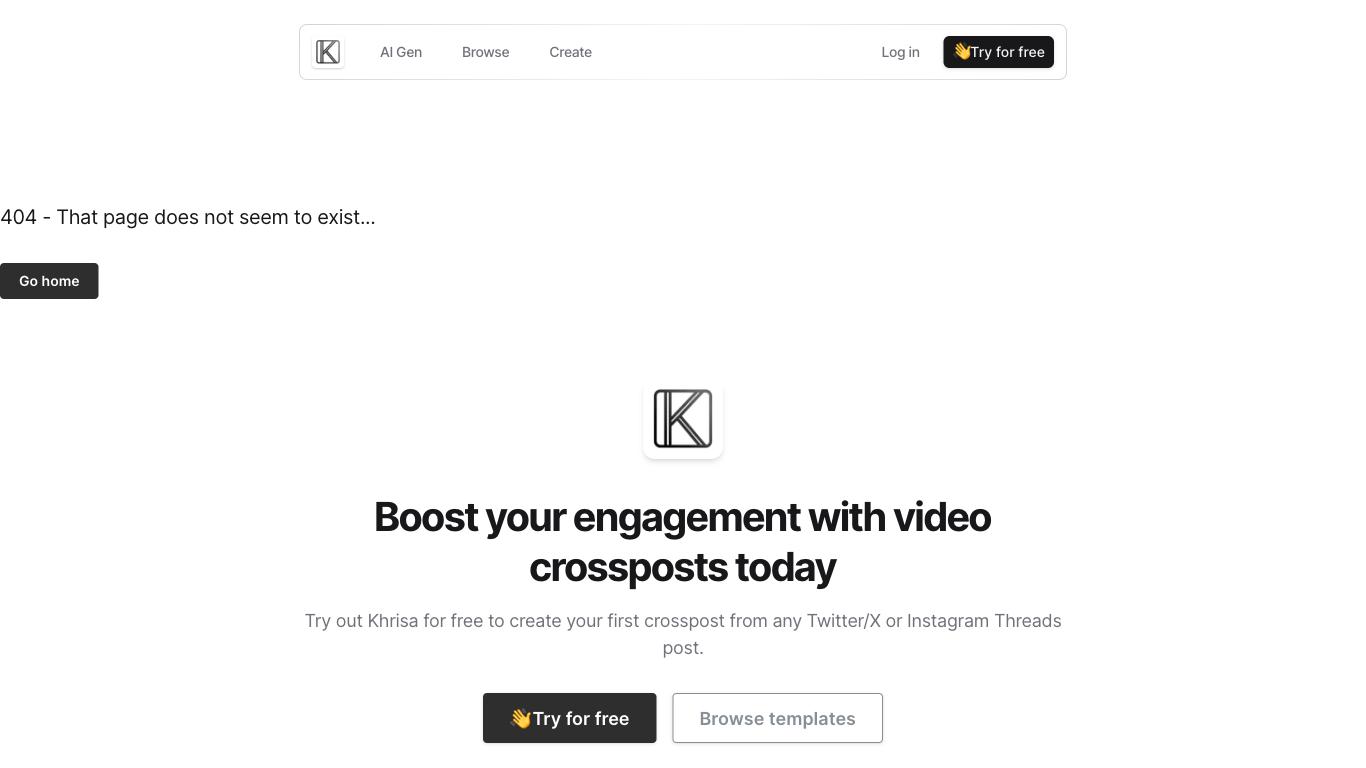 AI Gen
Browse
Create
Log in
👋Try for free
404 - That page does not seem to exist...
Go home
Boost your engagement with video
crossposts today
Try out Khrisa for free to create your first crosspost from any Twitter/X or Instagram Threads
post.
👋Try for free
Browse templates